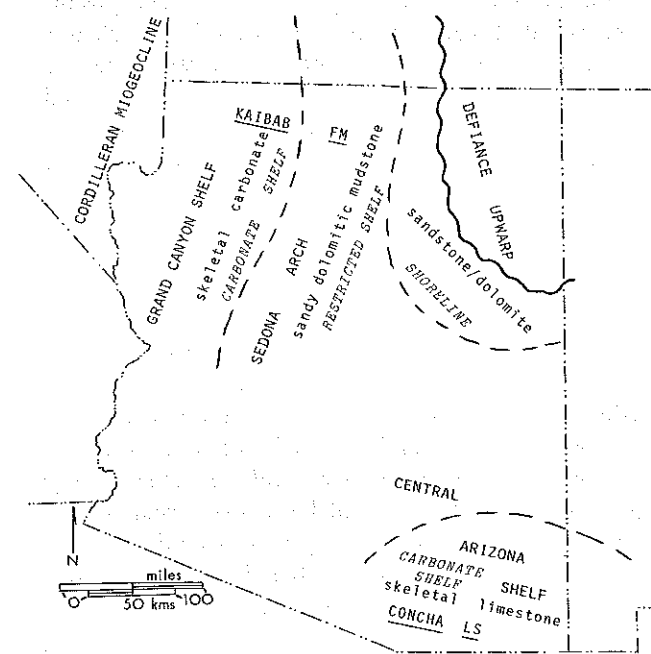 CORDILLERAN MIOGEOCLINE
GRAND CANYON SHELF
KAIBAB FM
skeletal carbonate
CARBONATE SHELF
SEDONA ARCH
sandy dolomitic mudstone
RESTRICTED SHELF
DEFIANCE UPWARP
sandstone/dolomite
SHORELINE
CENTRAL
ARIZONA
SHELF
CARBONATE
SHELF
skeletal limestone
CONCHA LS
N
miles
0 50 kms 100